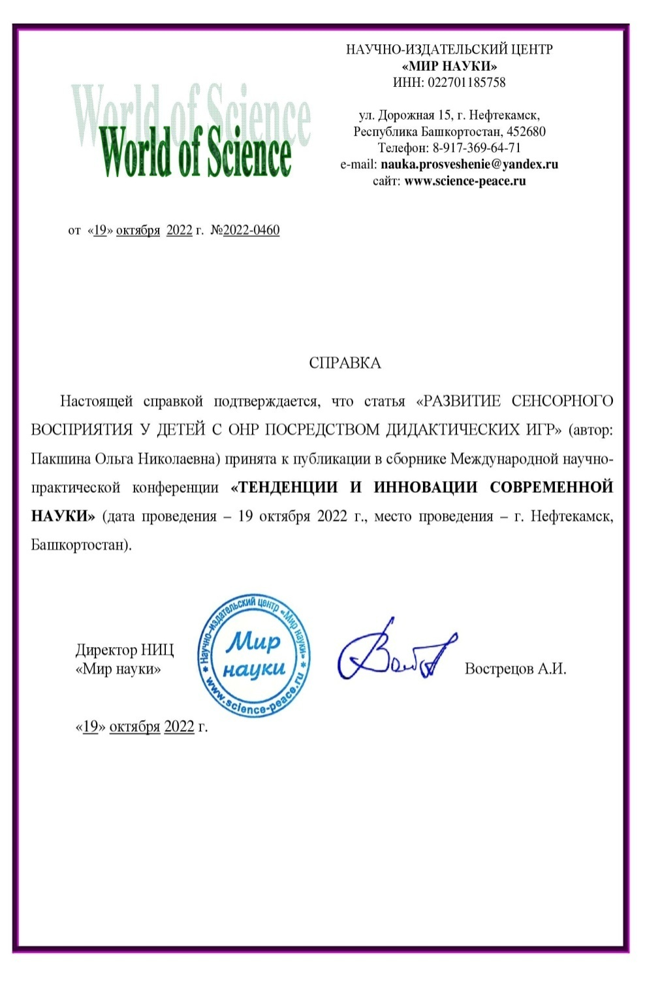 НАУЧНО-ИЗДАТЕЛЬСКИЙ ЦЕНТР
«МИР НАУКИ»
ИНН: 022701185758
World of Science
World of Science
ул. Дорожная 15, г. Нефтекамск,
Республика Башкортостан, 452680
Телефон: 8-917-369-64-71
e-mail: nauka.prosveshenie@yandex.ru
сайт: www.science-peace.ru
от «19» октября 2022 г. №2022-0460
СПРАВКА
Настоящей справкой подтверждается, что статья «РАЗВИТИЕ СЕНСОРНОГО
ВОСПРИЯТИЯ У ДЕТЕЙ С ОНР ПОСРЕДСТВОМ ДИДАКТИЧЕСКИХ ИГР» (автор:
Пакшина Ольга Николаевна) принята к публикации в сборнике Международной научно-
практической конференции «ТЕНДЕНЦИИ И ИННОВАЦИИ СОВРЕМЕННОЙ
НАУКИ» (дата проведения – 19 октября 2022 г., место проведения – г. Нефтекамск,
Башкортостан).
Директор НИЦ
«Мир науки»
* Научно-издательский центр «Мир науки» *
www.science-peace.ru
Мир
науки
Вострецов А.И.
«19» октября 2022 г.